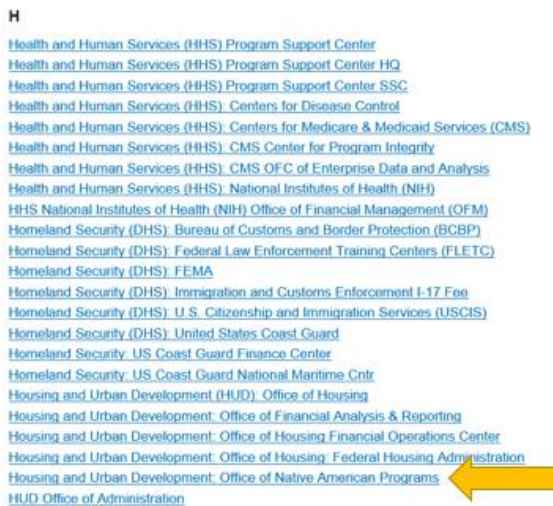 H
Health and Human Services (HHS) Program Support Center
Health and Human Services (HHS) Program Support Center HQ
Health and Human Services (HHS) Program Support Center SSC
Health and Human Services (HHS): Centers for Disease Control
Health and Human Services (HHS): Centers for Medicare & Medicaid Services (CMS)
Health and Human Services (HHS): CMS Center for Program Integrity
Health and Human Services (HHS): CMS OFC of Enterprise Data and Analysis
Health and Human Services (HHS): National Institutes of Health (NIH)
HHS National Institutes of Health (NIH) Office of Financial Management (OFM)
Homeland Security (DHS): Bureau of Customs and Border Protection (BCBP)
Homeland Security (DHS): Federal Law Enforcement Training Centers (FLETC)
Homeland Security (DHS): FEMA
Homeland Security (DHS): Immigration and Customs Enforcement I-17 Fee
Homeland Security (DHS): U.S. Citizenship and Immigration Services (USCIS)
Homeland Security (DHS): United States Coast Guard
Homeland Security: US Coast Guard Finance Center
Homeland Security: US Coast Guard National Maritime Cntr
Housing and Urban Development (HUD): Office of Housing
Housing and Urban Development: Office of Financial Analysis & Reporting
Housing and Urban Development: Office of Housing Financial Operations Center
Housing and Urban Development: Office of Housing: Federal Housing Administration
Housing and Urban Development: Office of Native American Programs
HUD Office of Administration